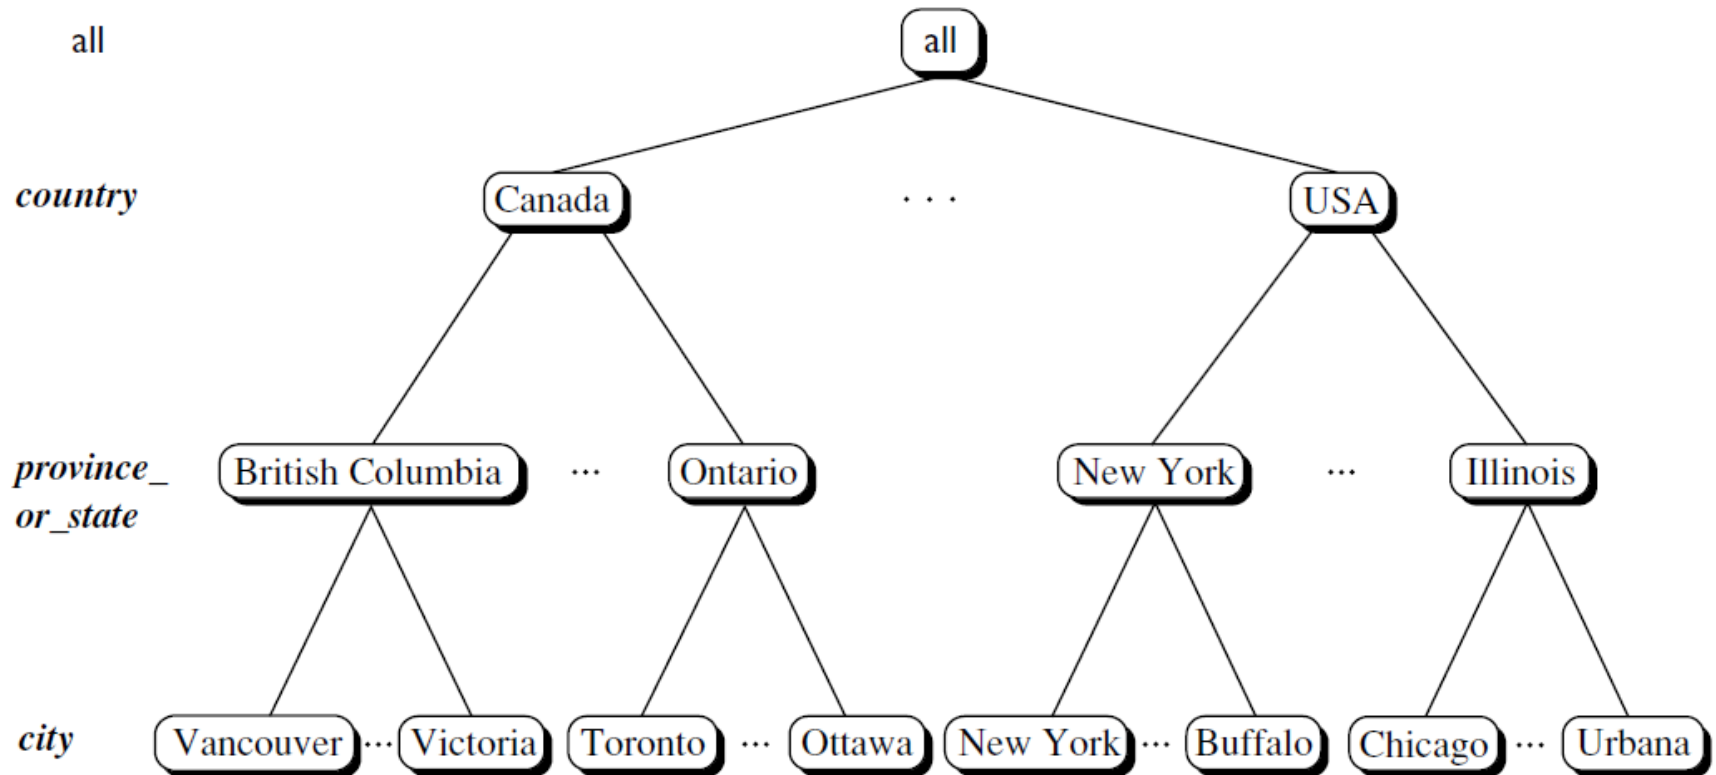 all all
country Canada . . . USA
province_ British Columbia ... Ontario New York ... Illinois
or_state
city Vancouver ... Victoria Toronto ... Ottawa New York ... Buffalo Chicago ... Urbana